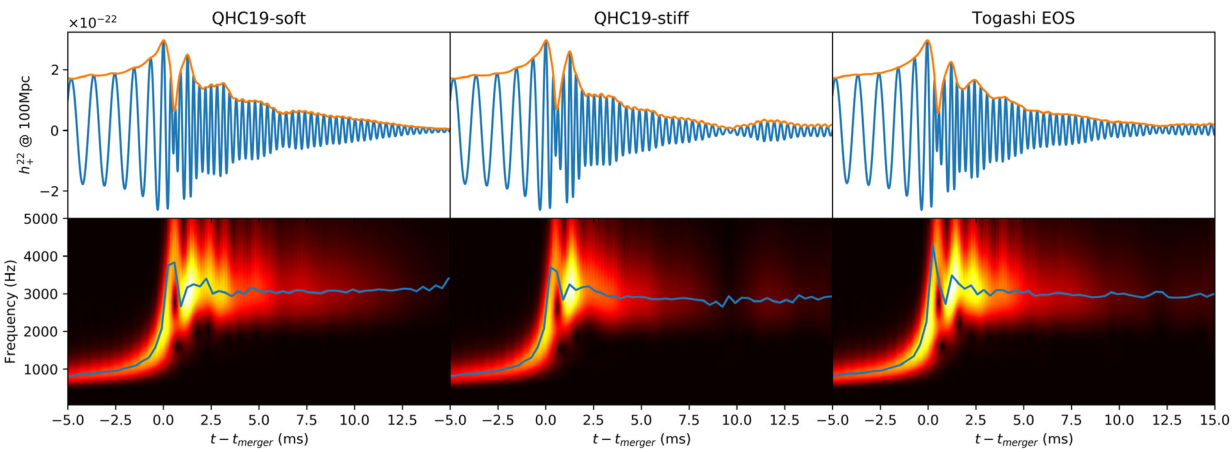 QHC19-soft QHC19-stiff Togashi EOS
×10⁻²²
2
0
−2
h₊²² @ 100Mpc
5000
4000
3000
2000
1000
Frequency (Hz)
−5.0 −2.5 0.0 2.5 5.0 7.5 10.0 12.5 −5.0 −2.5 0.0 2.5 5.0 7.5 10.0 12.5 −5.0 −2.5 0.0 2.5 5.0 7.5 10.0 12.5 15.0
t − tmerger (ms) t − tmerger (ms) t − tmerger (ms)